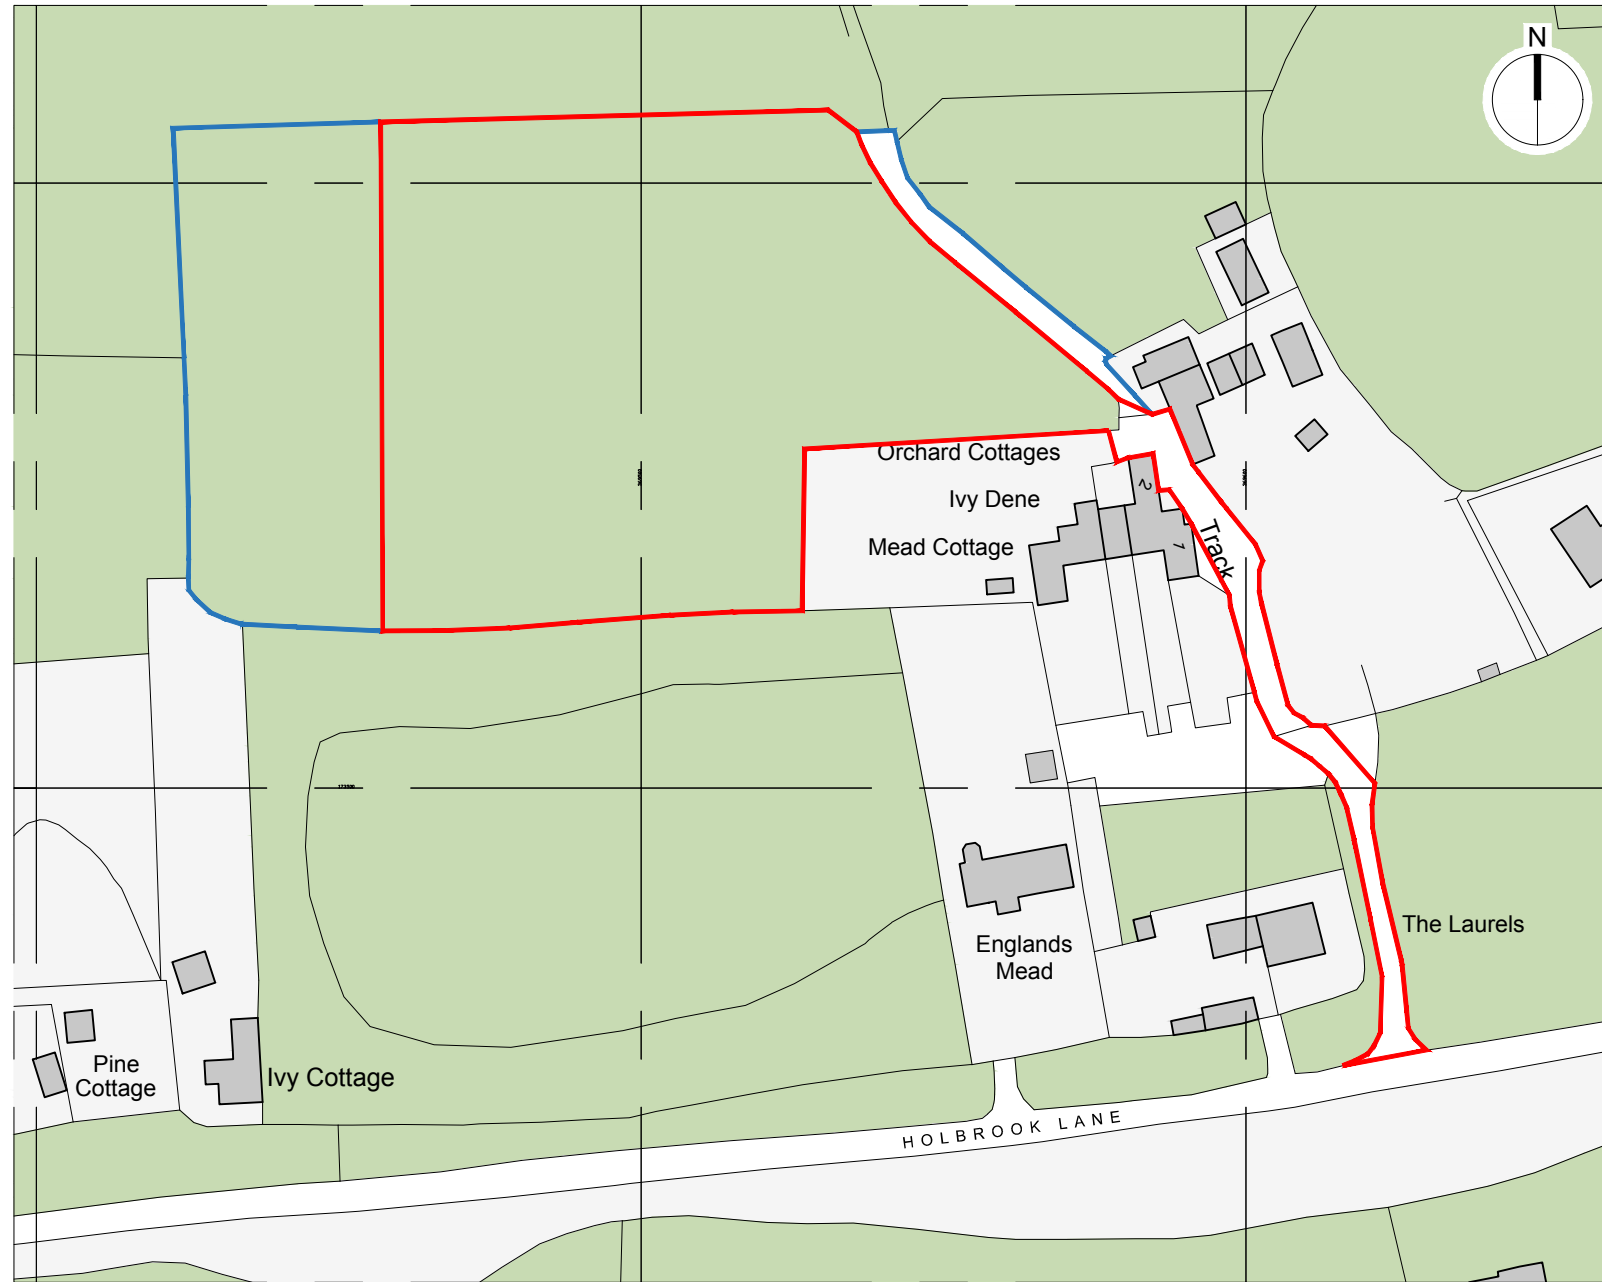 N
Orchard Cottages
2
Ivy Dene
Mead Cottage
1
Track
The Laurels
Englands
Mead
Pine
Cottage
Ivy Cottage
HOLBROOK LANE